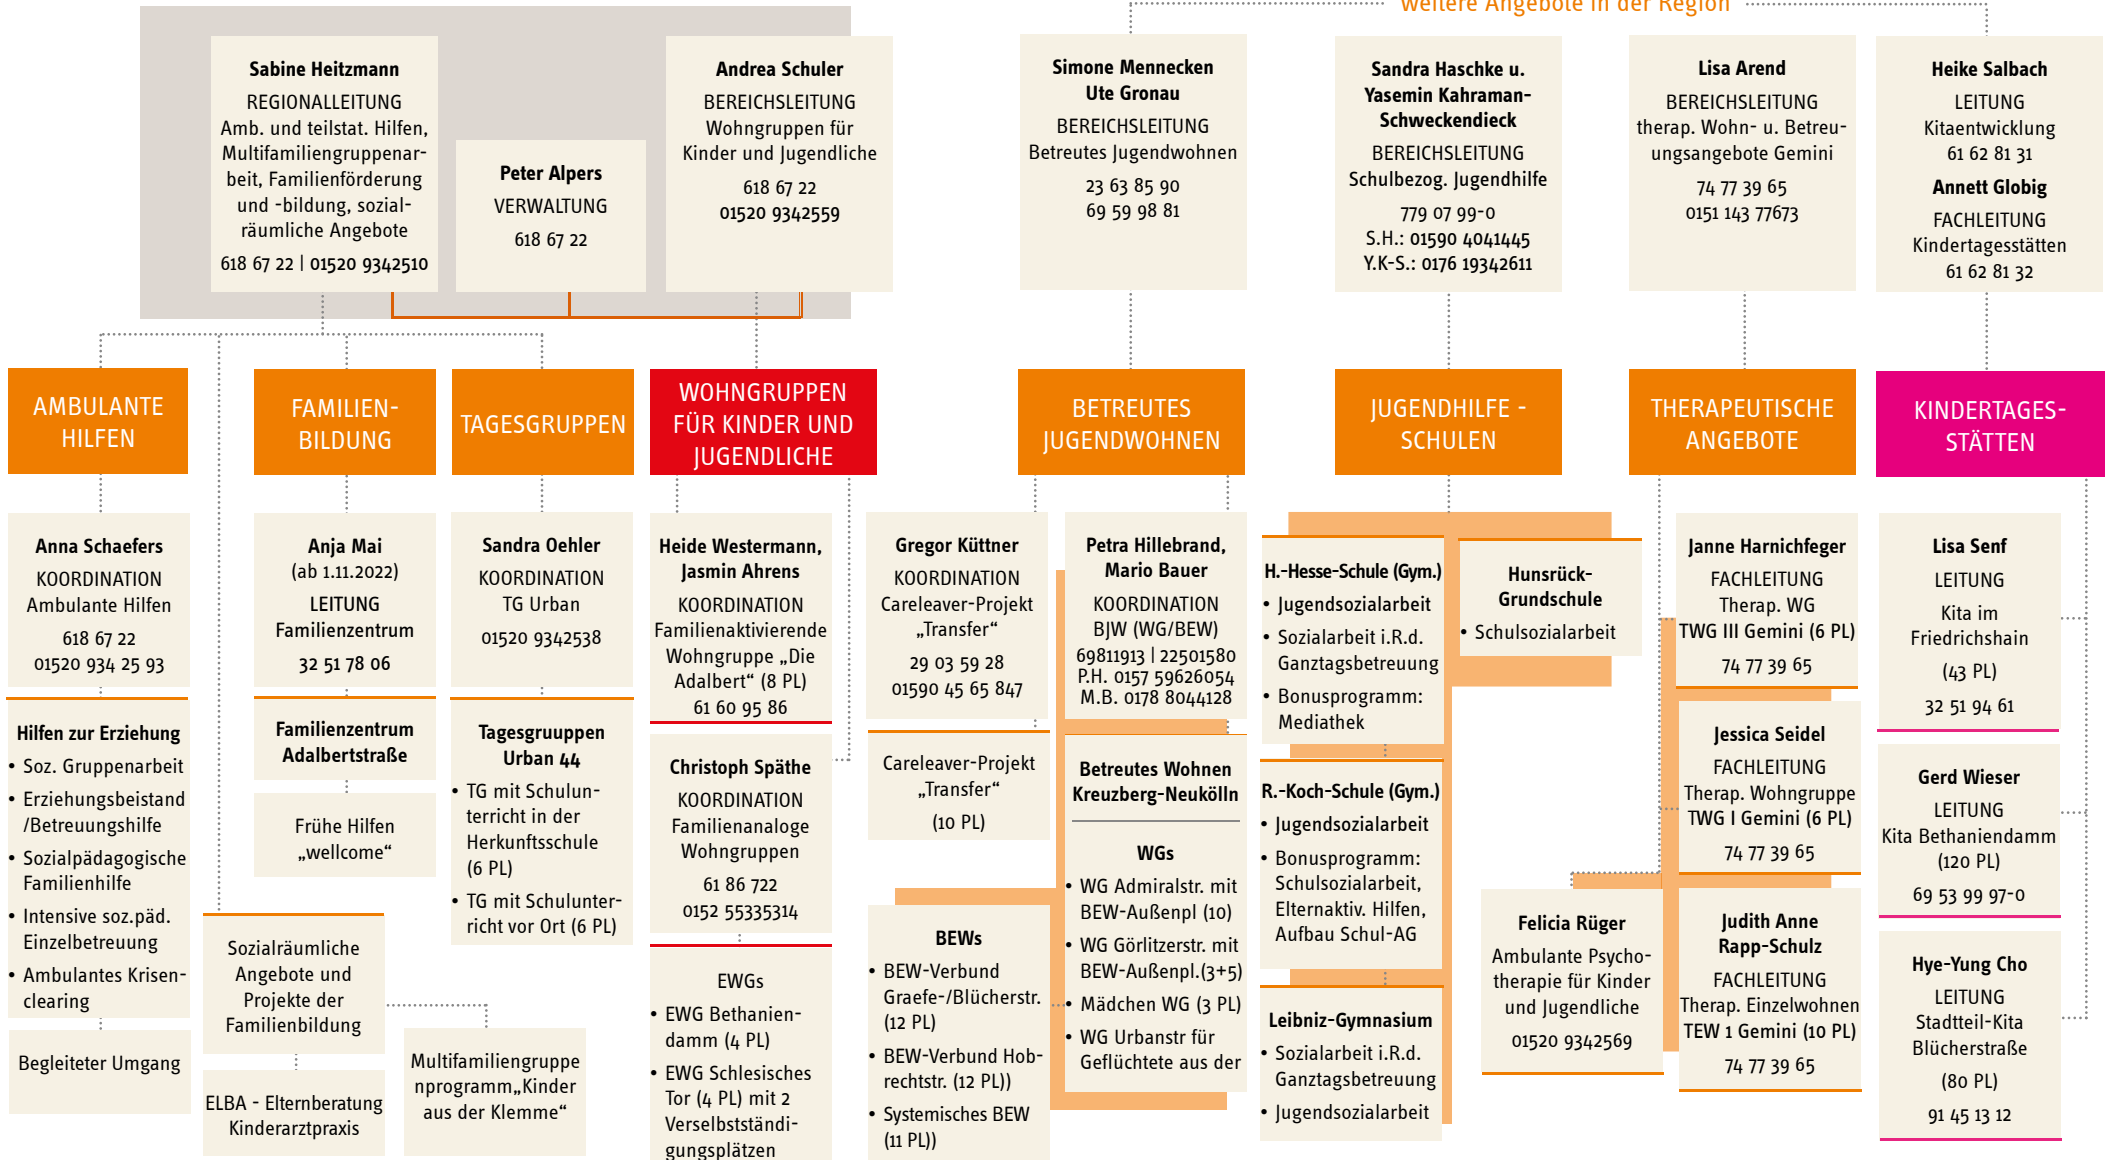 weitere Angebote in der Region
Sabine Heitzmann
REGIONALLEITUNG
Amb. und teilstat. Hilfen,
Multifamiliengruppenar-
beit, Familienförderung
und -bildung, sozial-
räumliche Angebote
618 67 22 | 01520 9342510
Peter Alpers
VERWALTUNG
618 67 22
Andrea Schuler
BEREICHSLEITUNG
Wohngruppen für
Kinder und Jugendliche
618 67 22
01520 9342559
Simone Mennecken
Ute Gronau
BEREICHSLEITUNG
Betreutes Jugendwohnen
23 63 85 90
69 59 98 81
Sandra Haschke u.
Yasemin Kahraman-
Schweckendieck
BEREICHSLEITUNG
Schulbezog. Jugendhilfe
779 07 99-0
S.H.: 01590 4041445
Y.K-S.: 0176 19342611
Lisa Arend
BEREICHSLEITUNG
therap. Wohn- u. Betreu-
ungsangebote Gemini
74 77 39 65
0151 143 77673
Heike Salbach
LEITUNG
Kitaentwicklung
61 62 81 31
Annett Globig
FACHLEITUNG
Kindertagesstätten
61 62 81 32
AMBULANTE
HILFEN
FAMILIEN-
BILDUNG
TAGESGRUPPEN
WOHNGRUPPEN
FÜR KINDER UND
JUGENDLICHE
BETREUTES
JUGENDWOHNEN
JUGENDHILFE -
SCHULEN
THERAPEUTISCHE
ANGEBOTE
KINDERTAGES-
STÄTTEN
Anna Schaefers
KOORDINATION
Ambulante Hilfen
618 67 22
01520 934 25 93
Hilfen zur Erziehung
• Soz. Gruppenarbeit
• Erziehungsbeistand
/Betreuungshilfe
• Sozialpädagogische
Familienhilfe
• Intensive soz.päd.
Einzelbetreuung
• Ambulantes Krisen-
clearing
Begleiteter Umgang
Anja Mai
(ab 1.11.2022)
LEITUNG
Familienzentrum
32 51 78 06
Familienzentrum
Adalbertstraße
Frühe Hilfen
„wellcome“
Sozialräumliche
Angebote und
Projekte der
Familienbildung
ELBA - Elternberatung
Kinderarztpraxis
Multifamiliengruppe
nprogramm„Kinder
aus der Klemme“
Sandra Oehler
KOORDINATION
TG Urban
01520 9342538
Tagesgruuppen
Urban 44
• TG mit Schulun-
terricht in der
Herkunftsschule
(6 PL)
• TG mit Schulunter-
richt vor Ort (6 PL)
Heide Westermann,
Jasmin Ahrens
KOORDINATION
Familienaktivierende
Wohngruppe „Die
Adalbert“ (8 PL)
61 60 95 86
Christoph Späthe
KOORDINATION
Familienanaloge
Wohngruppen
61 86 722
0152 55335314
EWGs
• EWG Bethanien-
damm (4 PL)
• EWG Schlesisches
Tor (4 PL) mit 2
Verselbstständi-
gungsplätzen
Gregor Küttner
KOORDINATION
Careleaver-Projekt
„Transfer“
29 03 59 28
01590 45 65 847
Careleaver-Projekt
„Transfer“
(10 PL)
BEWs
• BEW-Verbund
Graefe-/Blücherstr.
(12 PL)
• BEW-Verbund Hob-
rechtstr. (12 PL))
• Systemisches BEW
(11 PL))
Petra Hillebrand,
Mario Bauer
KOORDINATION
BJW (WG/BEW)
69811913 | 22501580
P.H. 0157 59626054
M.B. 0178 8044128
Betreutes Wohnen
Kreuzberg-Neukölln
WGs
• WG Admiralstr. mit
BEW-Außenpl (10)
• WG Görlitzerstr. mit
BEW-Außenpl.(3+5)
• Mädchen WG (3 PL)
• WG Urbanstr für
Geflüchtete aus der
H.-Hesse-Schule (Gym.)
• Jugendsozialarbeit
• Sozialarbeit i.R.d.
Ganztagsbetreuung
• Bonusprogramm:
Mediathek
R.-Koch-Schule (Gym.)
• Jugendsozialarbeit
• Bonusprogramm:
Schulsozialarbeit,
Elternaktiv. Hilfen,
Aufbau Schul-AG
Leibniz-Gymnasium
• Sozialarbeit i.R.d.
Ganztagsbetreuung
• Jugendsozialarbeit
Hunsrück-
Grundschule
• Schulsozialarbeit
Felicia Rüger
Ambulante Psycho-
therapie für Kinder
und Jugendliche
01520 9342569
Janne Harnichfeger
FACHLEITUNG
Therap. WG
TWG III Gemini (6 PL)
74 77 39 65
Jessica Seidel
FACHLEITUNG
Therap. Wohngruppe
TWG I Gemini (6 PL)
74 77 39 65
Judith Anne
Rapp-Schulz
FACHLEITUNG
Therap. Einzelwohnen
TEW 1 Gemini (10 PL)
74 77 39 65
Lisa Senf
LEITUNG
Kita im
Friedrichshain
(43 PL)
32 51 94 61
Gerd Wieser
LEITUNG
Kita Bethaniendamm
(120 PL)
69 53 99 97-0
Hye-Yung Cho
LEITUNG
Stadtteil-Kita
Blücherstraße
(80 PL)
91 45 13 12